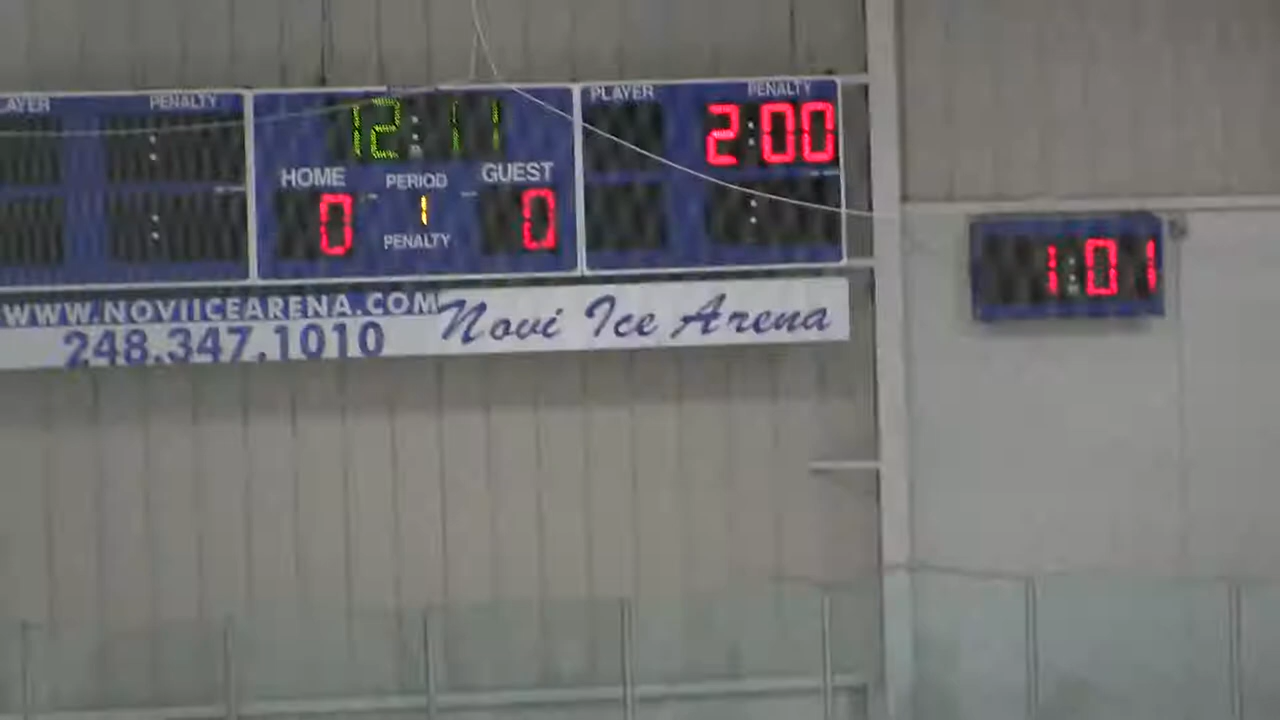 LAYER PENALTY
12:11
PLAYER PENALTY
2:00
HOME PERIOD GUEST
0 1 0
PENALTY
1:01
WWW.NOVIICEARENA.COM
248.347.1010
Novi Ice Arena